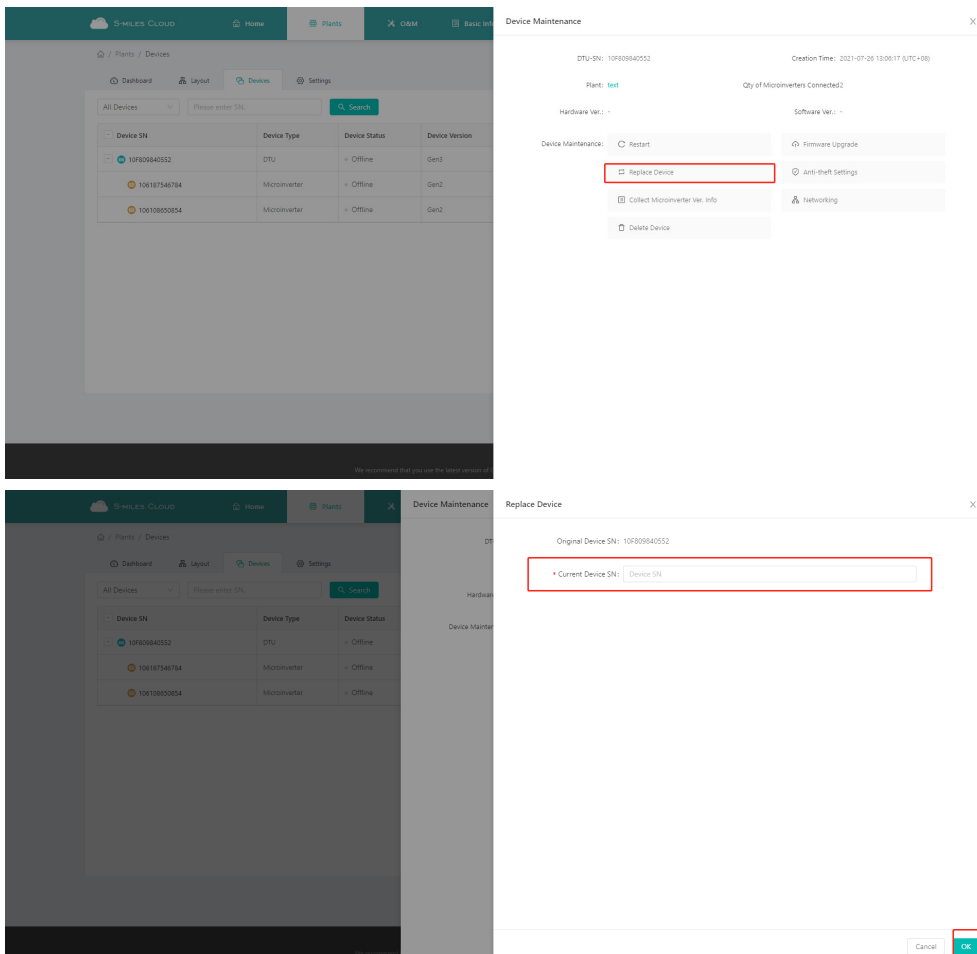 S-MILES CLOUD
Home
Plants
O&M
Basic Inf
/ Plants / Devices
Dashboard
Layout
Devices
Settings
All Devices
Please enter SN.
Search
Device SN
Device Type
Device Status
Device Version
10F809840552
DTU
Offline
Gen3
106187546784
Microinverter
Offline
Gen2
106108650854
Microinverter
Offline
Gen2
We recommend that you use the latest version of
Device Maintenance
DTU-SN: 10F809840552
Creation Time: 2021-07-26 13:06:17 (UTC+08)
Plant: text
Qty of Microinverters Connected2
Hardware Ver.: -
Software Ver.: -
Device Maintenance:
Restart
Firmware Upgrade
Replace Device
Anti-theft Settings
Collect Microinverter Ver. Info
Networking
Delete Device
S-MILES CLOUD
Home
Plants
/ Plants / Devices
Dashboard
Layout
Devices
Settings
All Devices
Please enter SN.
Search
Device SN
Device Type
Device Status
10F809840552
DTU
Offline
106187546784
Microinverter
Offline
106108650854
Microinverter
Offline
Device Maintenance
DT
Hardwar
Device Mainter
Replace Device
Original Device SN: 10F809840552
* Current Device SN: Device SN
Cancel
OK